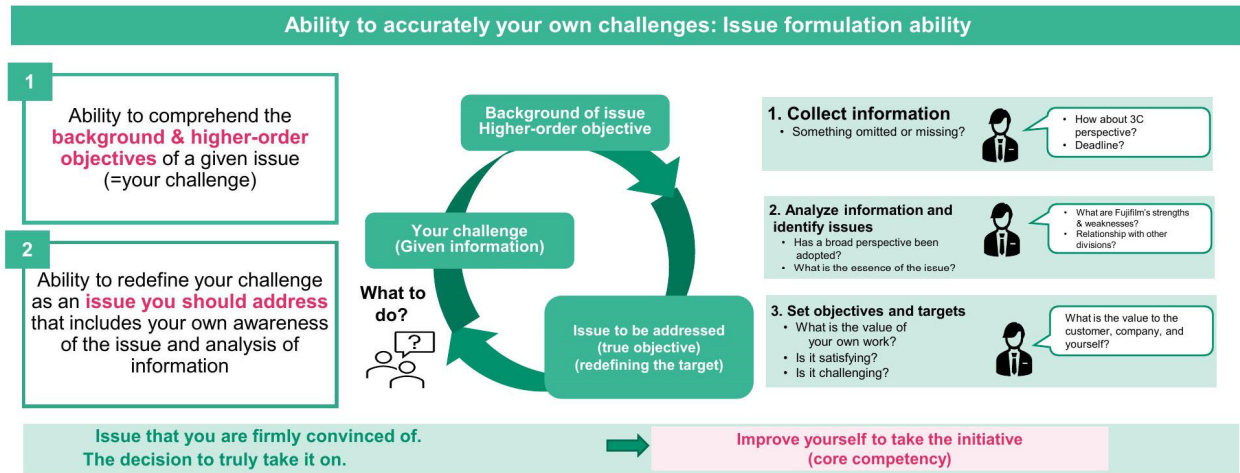 Ability to accurately your own challenges: Issue formulation ability
1
Ability to comprehend the
background & higher-order
objectives of a given issue
(=your challenge)
2
Ability to redefine your challenge
as an issue you should address
that includes your own awareness
of the issue and analysis of
information
Background of issue
Higher-order objective
Your challenge
(Given information)
What to
do?
?
Issue to be addressed
(true objective)
(redefining the target)
1. Collect information
• Something omitted or missing?
• How about 3C
perspective?
• Deadline?
2. Analyze information and
identify issues
• Has a broad perspective been
adopted?
• What is the essence of the issue?
• What are Fujifilm's strengths
& weaknesses?
• Relationship with other
divisions?
3. Set objectives and targets
• What is the value of
your own work?
• Is it satisfying?
• Is it challenging?
What is the value to the
customer, company, and
yourself?
Issue that you are firmly convinced of.
The decision to truly take it on.
Improve yourself to take the initiative
(core competency)